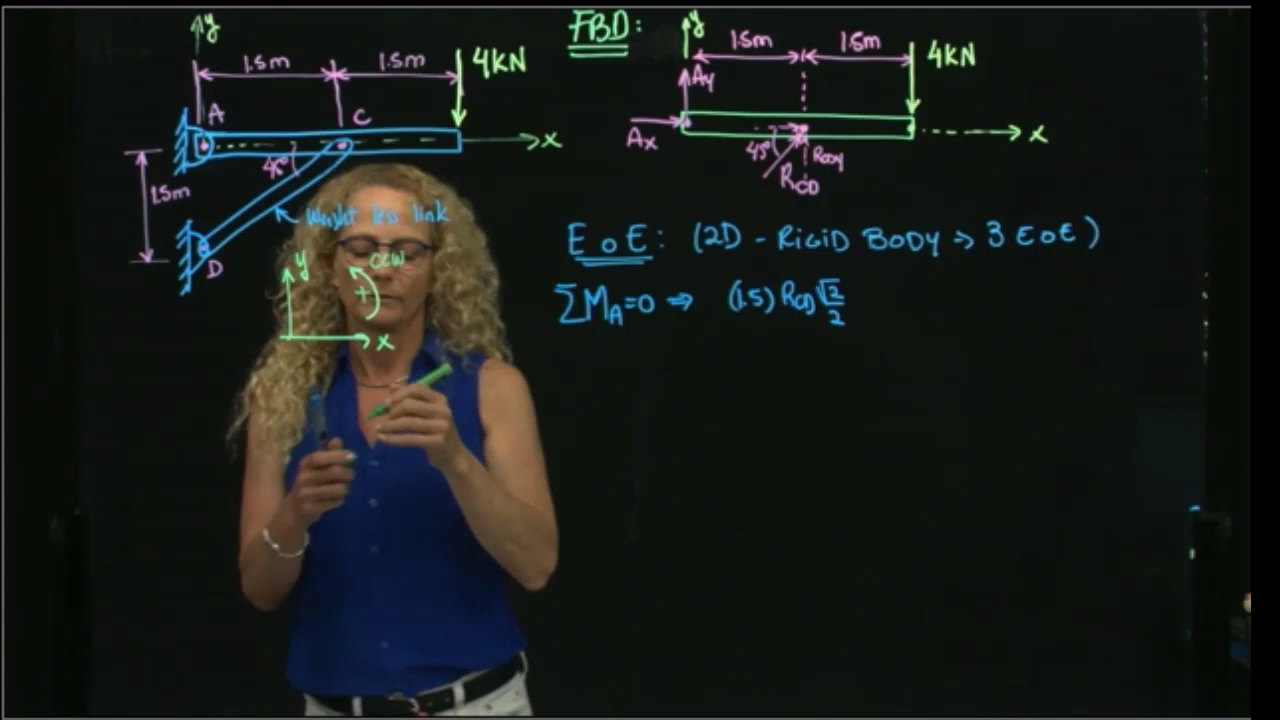 y
1.5m
1.5m
4KN
A
C
x
45°
1.5m
Weight less link
D
y
CCW
+
x
FBD:
y
1.5m
1.5m
4KN
Ay
Ax
x
45°
RCDy
RCD
EoE: (2D - RIGID BODY → 3 EoE)
∑MA=0 ⇒ (1.5) RCD √2/2